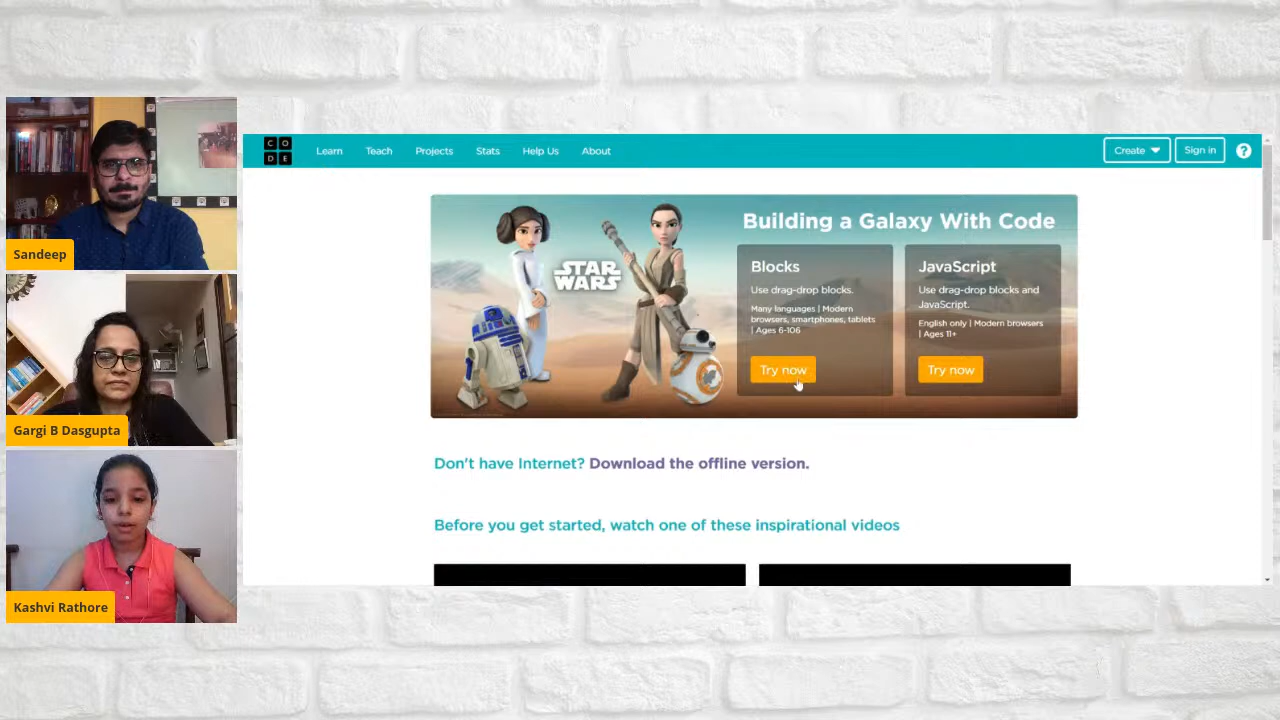 Sandeep
Gargi B Dasgupta
Kashvi Rathore
C O
D E
Learn Teach Projects Stats Help Us About
Create Sign in ?
STAR
WARS
Building a Galaxy With Code
Blocks
Use drag-drop blocks.
Many languages | Modern
browsers, smartphones, tablets
| Ages 6-106
Try now
JavaScript
Use drag-drop blocks and
JavaScript.
English only | Modern browsers
| Ages 11+
Try now
Don't have Internet? Download the offline version.
Before you get started, watch one of these inspirational videos